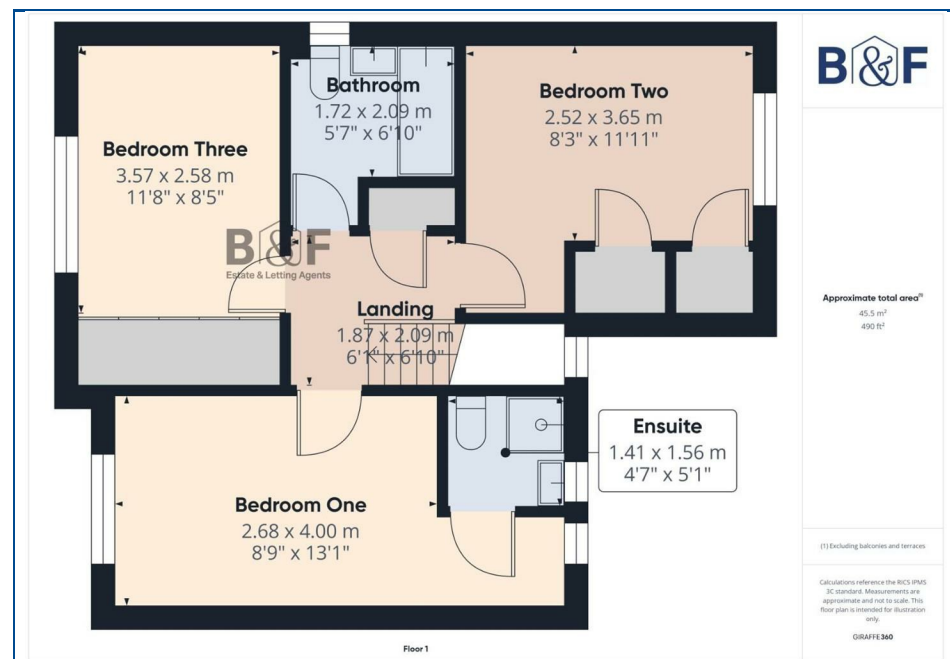 Bedroom Three
3.57 x 2.58 m
11'8" x 8'5"
Bathroom
1.72 x 2.09 m
5'7" x 6'10"
Bedroom Two
2.52 x 3.65 m
8'3" x 11'11"
B&F
Estate & Letting Agents
Landing
1.87 x 2.09 m
6'1" x 6'10"
Bedroom One
2.68 x 4.00 m
8'9" x 13'1"
Ensuite
1.41 x 1.56 m
4'7" x 5'1"
Floor 1
B&F
Approximate total area⁽¹⁾
45.5 m²
490 ft²
(1) Excluding balconies and terraces
Calculations reference the RICS IPMS
3C standard. Measurements are
approximate and not to scale. This
floor plan is intended for illustration
only.
GIRAFFE360